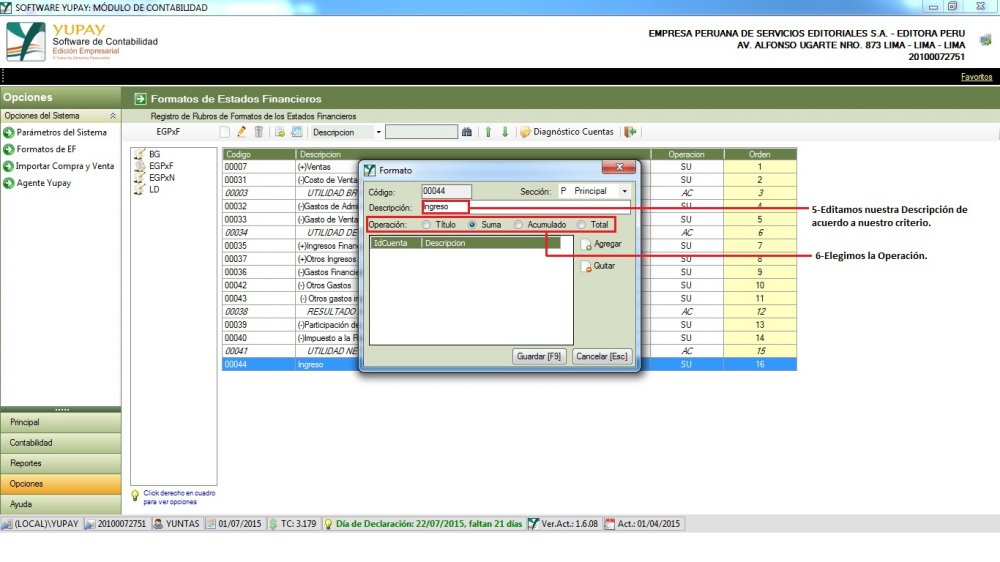 SOFTWARE YUPAY: MÓDULO DE CONTABILIDAD
YUPAY
Software de Contabilidad
Edición Empresarial
EMPRESA PERUANA DE SERVICIOS EDITORIALES S.A. - EDITORA PERU
AV. ALFONSO UGARTE NRO. 873 LIMA - LIMA - LIMA
20100072751
Favoritos
Opciones
Formatos de Estados Financieros
Opciones del Sistema
Registro de Rubros de Formatos de los Estados Financieros
Parámetros del Sistema
Formatos de EF
Importar Compra y Venta
Agente Yupay
EGPxF
Descripcion
Diagnóstico Cuentas
BG
EGPxF
EGPxN
LD
Codigo Descripcion Operacion Orden
00007 (+)Ventas SU 1
00031 (-)Costo de Venta SU 2
00003 UTILIDAD BR AC 3
00032 (-)Gastos de Admi SU 4
00033 (-)Gasto de Venta SU 5
00034 UTILIDAD DE AC 6
00035 (+)Ingresos Finan SU 7
00037 (+)Otros Ingresos SU 8
00036 (-)Gastos Financie SU 9
00042 (-) Otros Gastos SU 10
00043 (-) Otros gastos i SU 11
00038 RESULTADO AC 12
00039 (-)Participación de SU 13
00040 (-)Impuesto a la R SU 14
00041 UTILIDAD NE AC 15
00044 Ingreso SU 16
Formato
Código: 00044 Sección: P Principal
Descripción: Ingreso
Operación: Título Suma Acumulado Total
IdCuenta Descripcion
Agregar
Quitar
Guardar [F9] Cancelar [Esc]
5-Editamos nuestra Descripción de
acuerdo a nuestro criterio.
6-Elegimos la Operación.
Principal
Contabilidad
Reportes
Opciones
Ayuda
Click derecho en cuadro
para ver opciones
(LOCAL)\YUPAY 20100072751 YUNTAS 01/07/2015 TC: 3.179 Día de Declaración: 22/07/2015, faltan 21 días Ver.Act.: 1.6.08 Act.: 01/04/2015